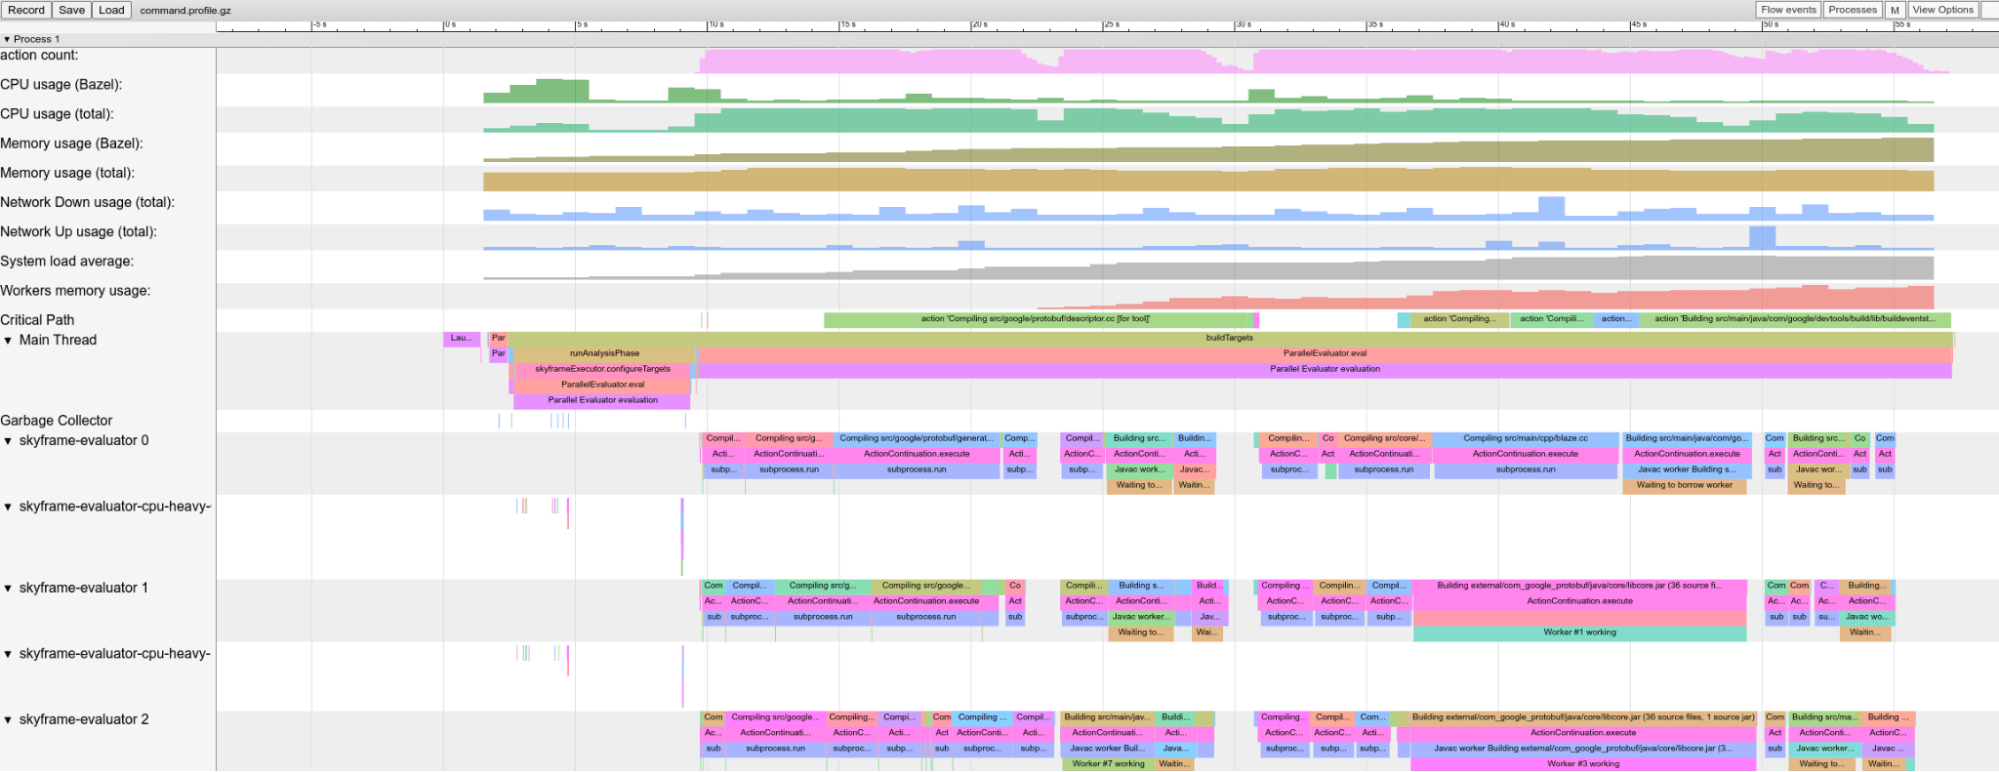 Record Save Load command.profile.gz Flow events Processes M View Options
-5 s 0 s 5 s 10 s 15 s 20 s 25 s 30 s 35 s 40 s 45 s 50 s 55 s
▼ Process 1
action count:
CPU usage (Bazel):
CPU usage (total):
Memory usage (Bazel):
Memory usage (total):
Network Down usage (total):
Network Up usage (total):
System load average:
Workers memory usage:
Critical Path action 'Compiling src/google/protobuf/descriptor.cc [for tool]' action 'Compiling... action 'Compili... action... action 'Building src/main/java/com/google/devtools/build/lib/buildeventst...
▼ Main Thread Lau... Par buildTargets
Par runAnalysisPhase ParallelEvaluator.eval
skyframeExecutor.configureTargets Parallel Evaluator evaluation
ParallelEvaluator.eval
Parallel Evaluator evaluation
Garbage Collector
▼ skyframe-evaluator 0 Compil... Compiling src/g... Compiling src/google/protobuf/generat... Comp... Compil... Building src... Buildin... Compilin... Co Compiling src/core/... Compiling src/main/cpp/blaze.cc Building src/main/java/com/go... Com Building src... Co Com
Acti... ActionContinuati... ActionContinuation.execute Acti... ActionC... ActionConti... Acti... ActionC... Act ActionContinuati... ActionContinuation.execute ActionContinuation.execute Act ActionConti... Act Act
subp... subprocess.run subprocess.run subp... subp... Javac work... Javac... subproc... subprocess.run subprocess.run Javac worker Building s... sub Javac wor... sub sub
Waiting to... Waitin... Waiting to borrow worker Waiting to...
▼ skyframe-evaluator-cpu-heavy-
▼ skyframe-evaluator 1 Com Compil... Compiling src/g... Compiling src/google... Co Compili... Building s... Build... Compiling ... Compilin... Compil... Building external/com_google_protobuf/java/core/libcore.jar (36 source fi... Com Com C... Building...
Ac... ActionC... ActionContinuati... ActionContinuation.execute Act ActionC... ActionConti... Acti... ActionC... ActionC... ActionC... ActionContinuation.execute Ac... Ac... Ac... ActionC...
sub subproc... subprocess.run subprocess.run sub subproc... Javac worker... Jav... subproc... subproc... subp... sub sub su... Javac wo...
Waiting to... Wai... Worker #1 working Waitin...
▼ skyframe-evaluator-cpu-heavy-
▼ skyframe-evaluator 2 Com Compiling src/google... Compiling... Compi... Com Compiling ... Compil... Building src/main/jav... Buildi... Compiling... Compil... Com... Building external/com_google_protobuf/java/core/libcore.jar (36 source files, 1 source jar) Com Building src/ma... Building ...
Ac... ActionContinuati... ActionC... Acti... Act ActionConti... Acti... ActionContinuati... Acti... ActionC... ActionC... Acti... ActionContinuation.execute Act ActionConti... ActionC...
sub subprocess.run subproc... subp... sub subproc... subp... Javac worker Buil... Java... subproc... subp... subp... Javac worker Building external/com_google_protobuf/java/core/libcore.jar (3... sub Javac worker... Javac ...
Worker #7 working Waitin... Worker #3 working Waiting to... Waitin...